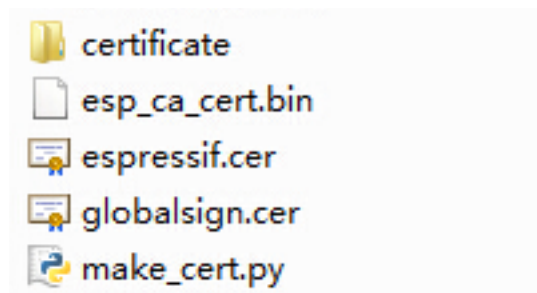 certificate
esp_ca_cert.bin
espressif.cer
globalsign.cer
make_cert.py